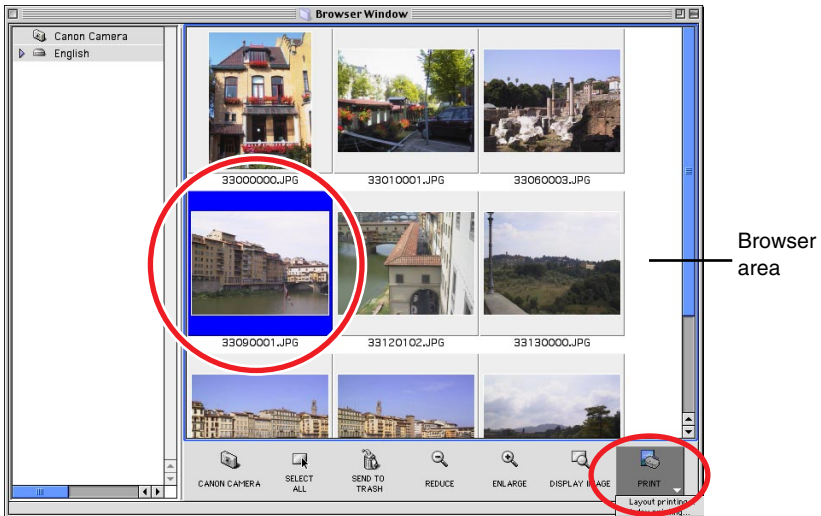 Browser Window
Canon Camera
English
33000000.JPG
33010001.JPG
33060003.JPG
33090001.JPG
33120102.JPG
33130000.JPG
Browser
area
CANON CAMERA
SELECT
ALL
SEND TO
TRASH
REDUCE
ENLARGE
DISPLAY IMAGE
PRINT
Layout printing...